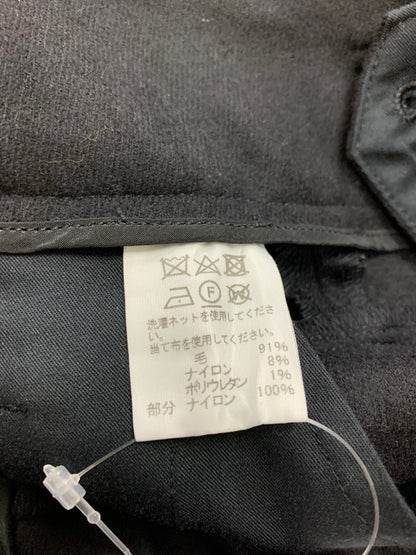 F W
洗濯ネットを使用してくださ
い。
当て布を使用してください。
毛 91%
ナイロン 8%
ポリウレタン 1%
部分 ナイロン 100%